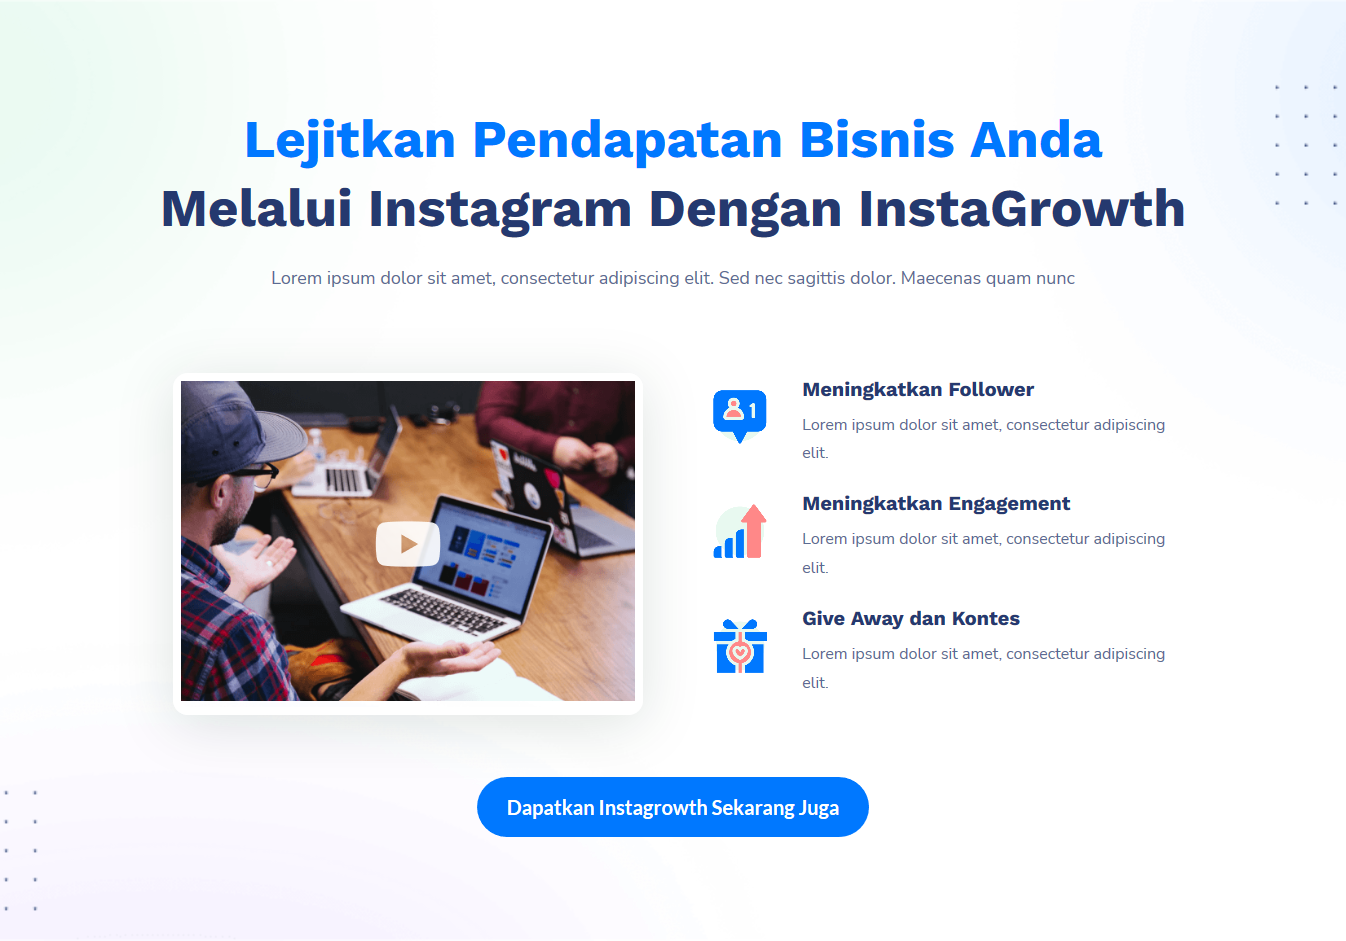 Lejitkan Pendapatan Bisnis Anda
Melalui Instagram Dengan InstaGrowth
Lorem ipsum dolor sit amet, consectetur adipiscing elit. Sed nec sagittis dolor. Maecenas quam nunc
1
Meningkatkan Follower
Lorem ipsum dolor sit amet, consectetur adipiscing
elit.
Meningkatkan Engagement
Lorem ipsum dolor sit amet, consectetur adipiscing
elit.
Give Away dan Kontes
Lorem ipsum dolor sit amet, consectetur adipiscing
elit.
Dapatkan Instagrowth Sekarang Juga